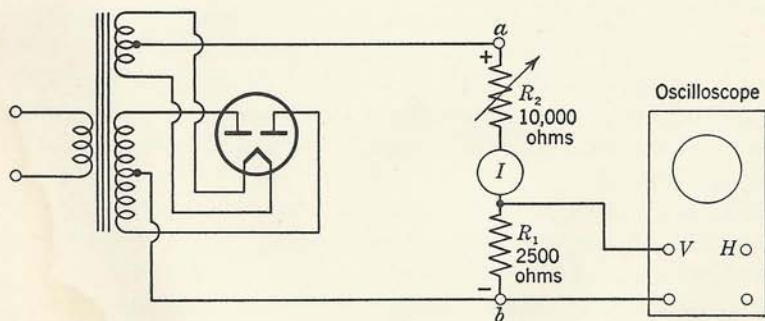 a
+
R2
10,000
ohms
Oscilloscope
I
R1
2500
ohms
V H
−
b